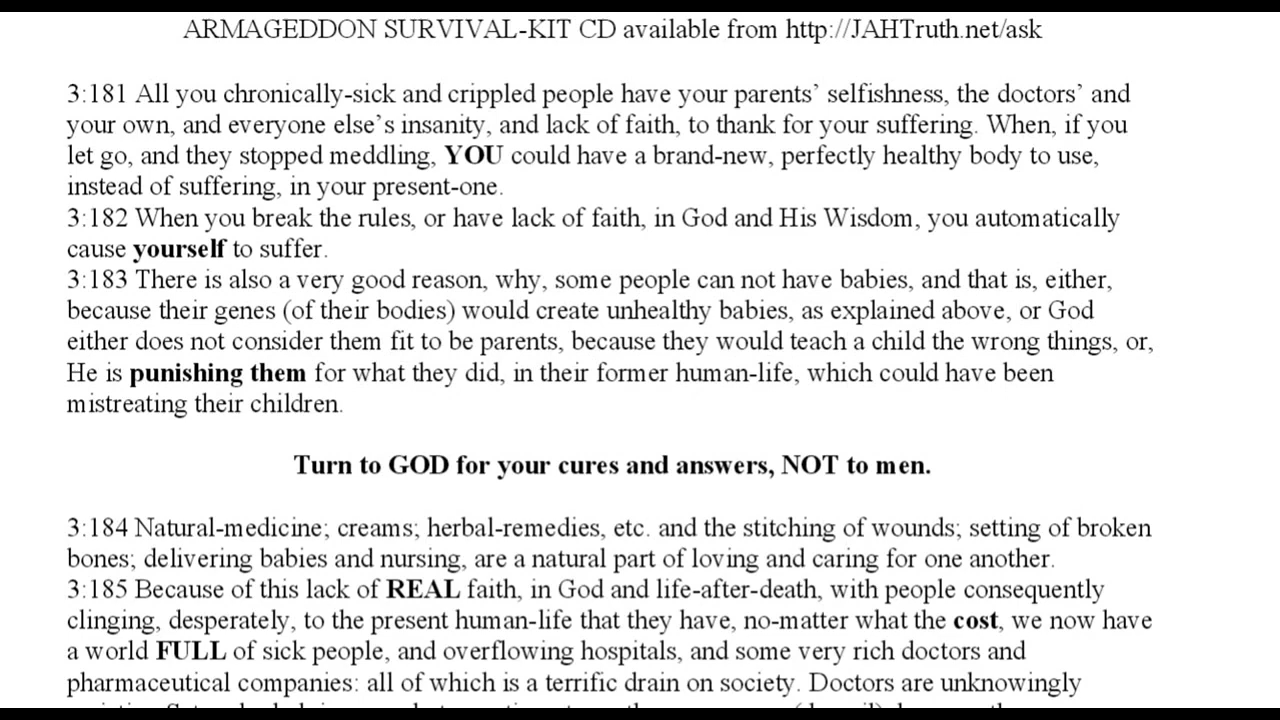 ARMAGEDDON SURVIVAL-KIT CD available from http://JAHTruth.net/ask
3:181 All you chronically-sick and crippled people have your parents’ selfishness, the doctors’ and
your own, and everyone else’s insanity, and lack of faith, to thank for your suffering. When, if you
let go, and they stopped meddling, YOU could have a brand-new, perfectly healthy body to use,
instead of suffering, in your present-one.
3:182 When you break the rules, or have lack of faith, in God and His Wisdom, you automatically
cause yourself to suffer.
3:183 There is also a very good reason, why, some people can not have babies, and that is, either,
because their genes (of their bodies) would create unhealthy babies, as explained above, or God
either does not consider them fit to be parents, because they would teach a child the wrong things, or,
He is punishing them for what they did, in their former human-life, which could have been
mistreating their children.
Turn to GOD for your cures and answers, NOT to men.
3:184 Natural-medicine; creams; herbal-remedies, etc. and the stitching of wounds; setting of broken
bones; delivering babies and nursing, are a natural part of loving and caring for one another.
3:185 Because of this lack of REAL faith, in God and life-after-death, with people consequently
clinging, desperately, to the present human-life that they have, no-matter what the cost, we now have
a world FULL of sick people, and overflowing hospitals, and some very rich doctors and
pharmaceutical companies: all of which is a terrific drain on society. Doctors are unknowingly